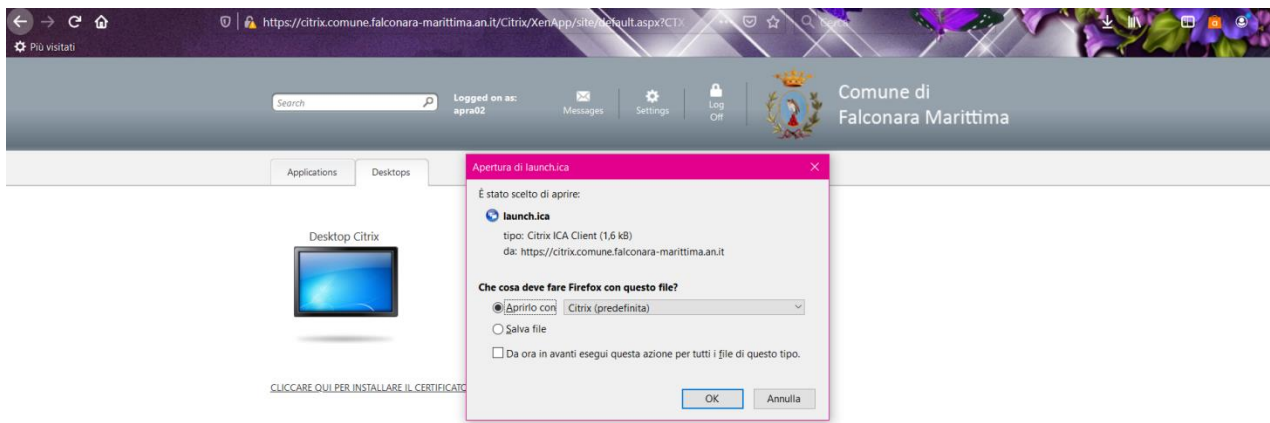 https://citrix.comune.falconara-marittima.an.it/Citrix/XenApp/site/default.aspx?CTX
Più visitati
Search
Logged on as:
apra02
Messages
Settings
Log
Off
Comune di
Falconara Marittima
Applications
Desktops
Desktop Citrix
CLICCARE QUI PER INSTALLARE IL CERTIFICATO
Apertura di launch.ica
È stato scelto di aprire:
launch.ica
tipo: Citrix ICA Client (1,6 kB)
da: https://citrix.comune.falconara-marittima.an.it
Che cosa deve fare Firefox con questo file?
Aprirlo con
Citrix (predefinita)
Salva file
Da ora in avanti esegui questa azione per tutti i file di questo tipo.
OK
Annulla